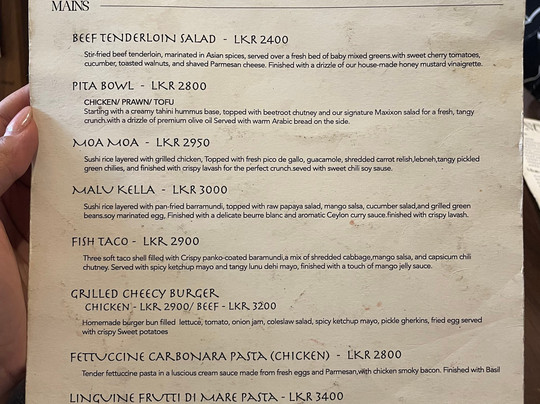 MAINS
BEEF TENDERLOIN SALAD - LKR 2400
Stir-fried beef tenderloin, marinated in Asian spices, served over a fresh bed of baby mixed greens.with sweet cherry tomatoes,
cucumber, toasted walnuts, and shaved Parmesan cheese. Finished with a drizzle of our house-made honey mustard vinaigrette.
PITA BOWL - LKR 2800
CHICKEN/ PRAWN/ TOFU
Starting with a creamy tahini hummus base, topped with beetroot chutney and our signature Maxixon salad for a fresh, tangy
crunch.with a drizzle of premium olive oil Served with warm Arabic bread on the side.
MOA MOA - LKR 2950
Sushi rice layered with grilled chicken, Topped with fresh pico de gallo, guacamole, shredded carrot relish,lebneh,tangy pickled
green chilies, and finished with crispy lavash for the perfect crunch.seved with sweet chili soy sause.
MALU KELLA - LKR 3000
Sushi rice layered with pan-fried barramundi, topped with raw papaya salad, mango salsa, cucumber salad,and grilled green
beans.soy marinated egg, Finished with a delicate beurre blanc and aromatic Ceylon curry sauce.finished with crispy lavash.
FISH TACO - LKR 2900
Three soft taco shell filled with Crispy panko-coated baramundi,a mix of shredded cabbage,mango salsa, and capsicum chili
chutney. Served with spicy ketchup mayo and tangy lunu dehi mayo, finished with a touch of mango jelly sauce.
GRILLED CHEECY BURGER
CHICKEN - LKR 2900/ BEEF - LKR 3200
Homemade burger bun filled lettuce, tomato, onion jam, coleslaw salad, spicy ketchup mayo, pickle gherkins, fried egg served
with crispy Sweet potatoes
FETTUCCINE CARBONARA PASTA (CHICKEN) - LKR 2800
Tender fettuccine pasta in a luscious cream sauce made from fresh eggs and Parmesan,with chicken smoky bacon. Finished with Basil
LINGUINE FRUTTI DI MARE PASTA - LKR 3400